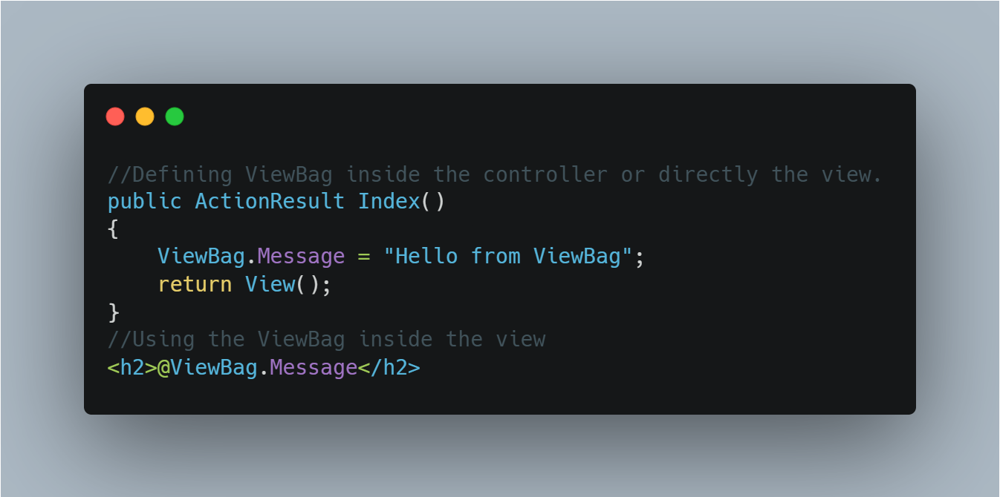 //Defining ViewBag inside the controller or directly the view.
public ActionResult Index()
{
    ViewBag.Message = "Hello from ViewBag";
    return View();
}
//Using the ViewBag inside the view
<h2>@ViewBag.Message</h2>